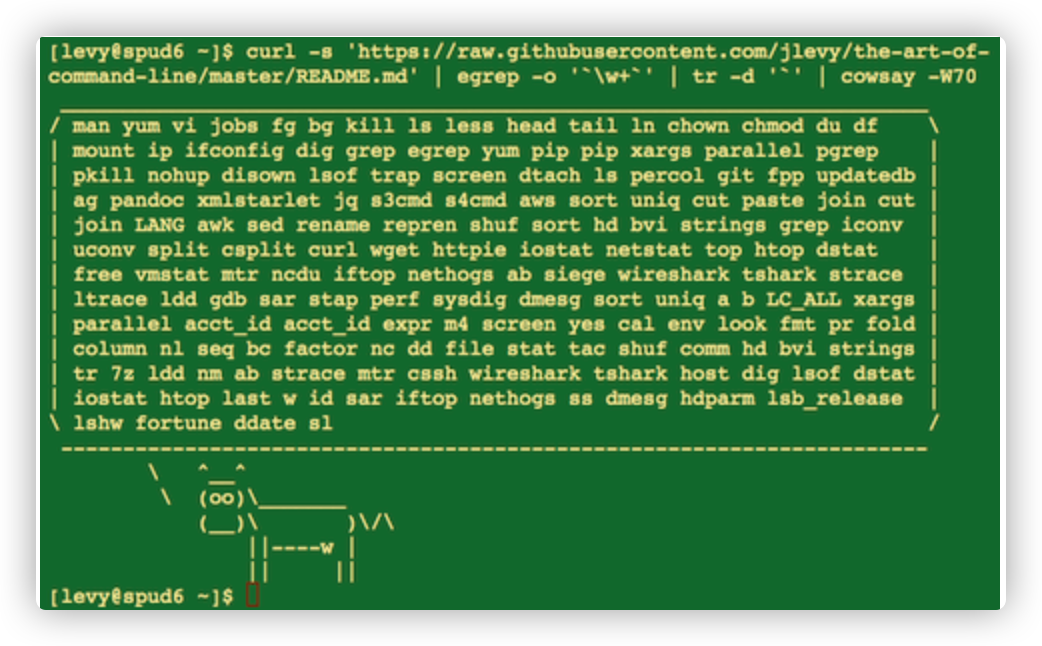 [levy@spud6 ~]$ curl -s 'https://raw.githubusercontent.com/jlevy/the-art-of-
command-line/master/README.md' | egrep -o '`\w+`' | tr -d '`' | cowsay -W70
/ man yum vi jobs fg bg kill ls less head tail ln chown chmod du df \
| mount ip ifconfig dig grep egrep yum pip pip xargs parallel pgrep |
| pkill nohup disown lsof trap screen dtach ls percol git fpp updatedb |
| ag pandoc xmlstarlet jq s3cmd s4cmd aws sort uniq cut paste join cut |
| join LANG awk sed rename repren shuf sort hd bvi strings grep iconv |
| uconv split csplit curl wget httpie iostat netstat top htop dstat |
| free vmstat mtr ncdu iftop nethogs ab siege wireshark tshark strace |
| ltrace ldd gdb sar stap perf sysdig dmesg sort uniq a b LC_ALL xargs |
| parallel acct_id acct_id expr m4 screen yes cal env look fmt pr fold |
| column nl seq bc factor nc dd file stat tac shuf comm hd bvi strings |
| tr 7z ldd nm ab strace mtr cssh wireshark tshark host dig lsof dstat |
| iostat htop last w id sar iftop nethogs ss dmesg hdparm lsb_release |
\ lshw fortune ddate sl /
----------------------------------------------------------------------
\ ^__^
\ (oo)\_______
(__)\ )\/\
||----w |
|| ||
[levy@spud6 ~]$